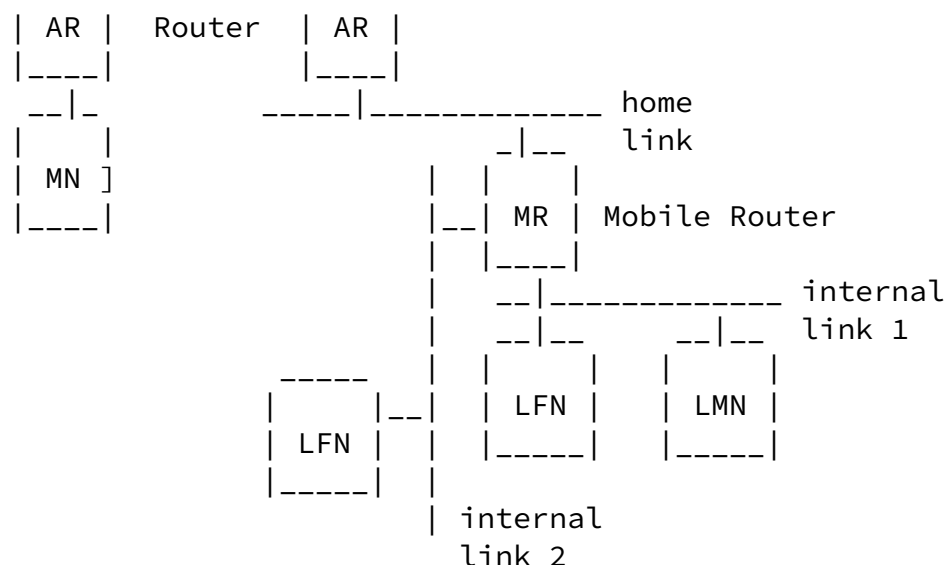 AR Router AR
home
link
MN
MR Mobile Router
internal
link 1
LFN LMN
LFN
internal
link 2